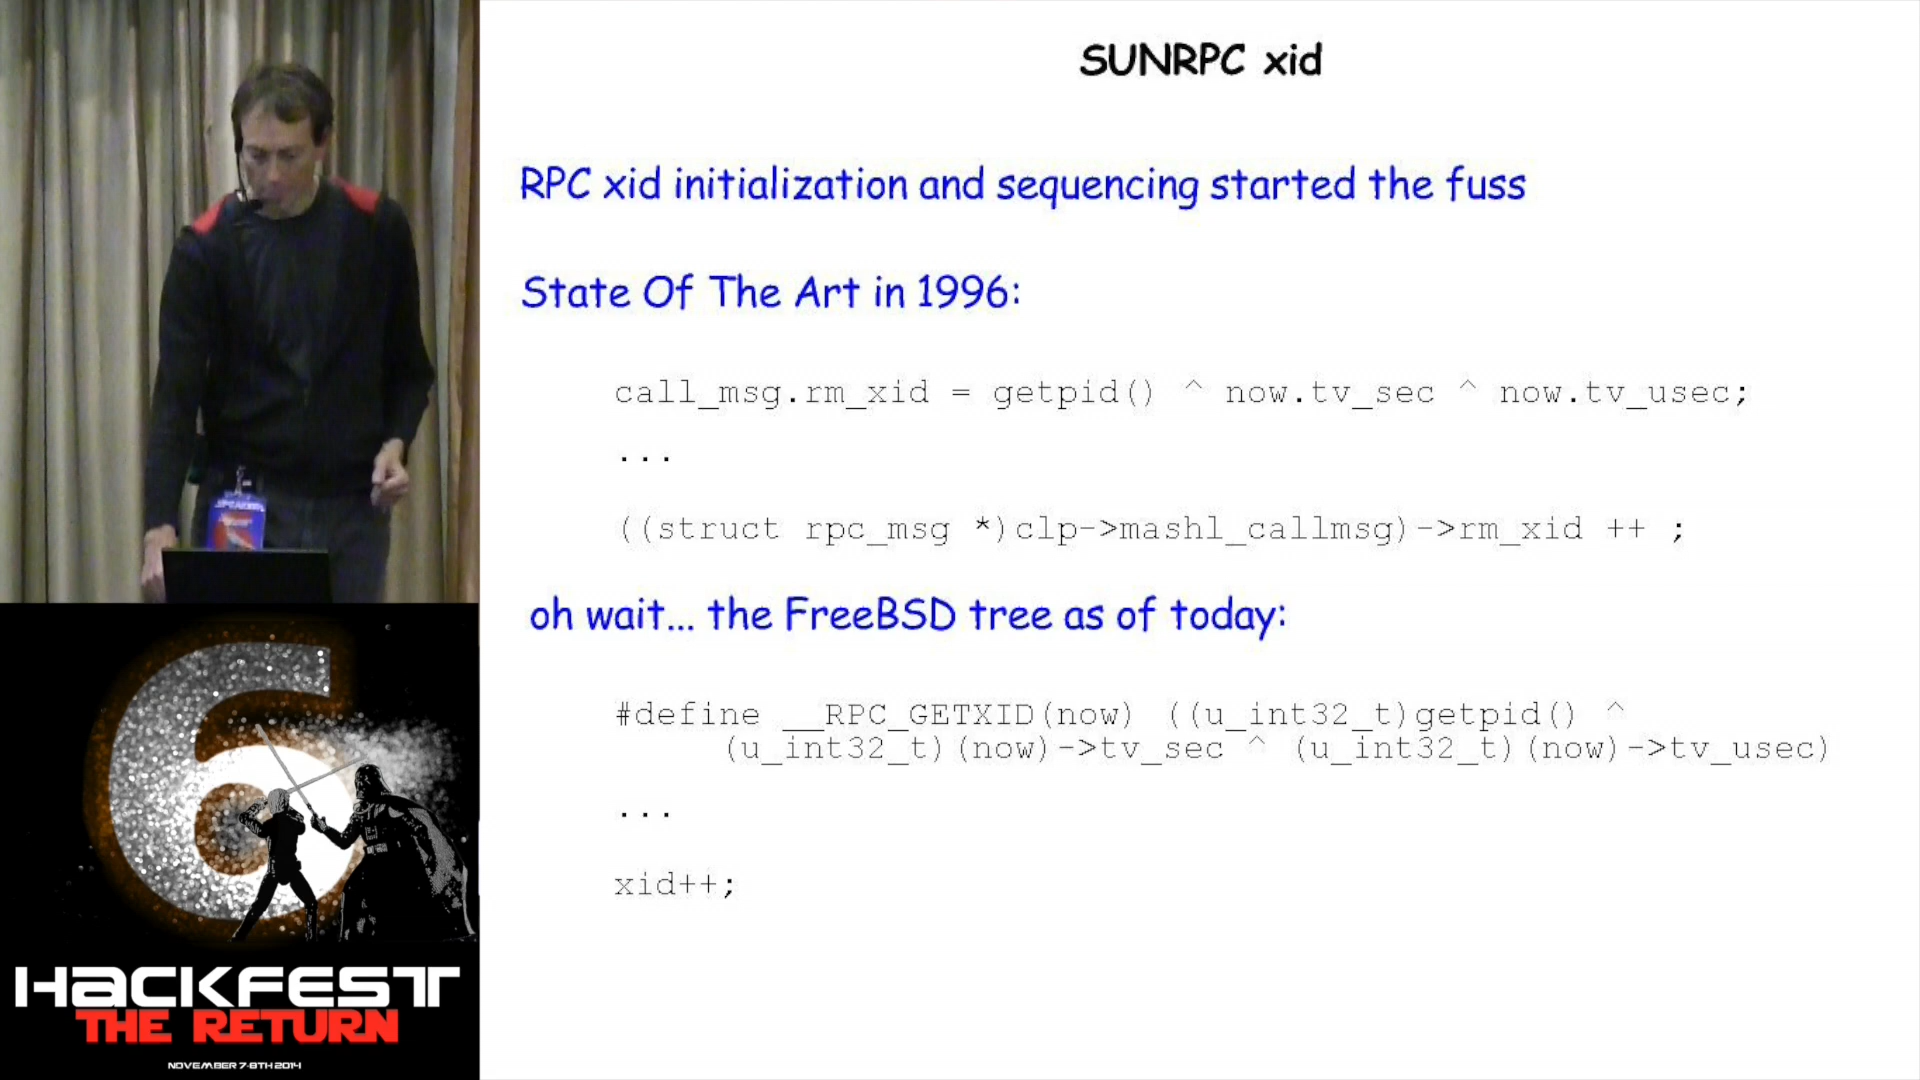 SUNRPC xid
RPC xid initialization and sequencing started the fuss
State Of The Art in 1996:
call_msg.rm_xid = getpid() ^ now.tv_sec ^ now.tv_usec;
...
((struct rpc_msg *)clp->mashl_callmsg)->rm_xid ++ ;
oh wait... the FreeBSD tree as of today:
#define __RPC_GETXID(now) ((u_int32_t)getpid() ^
(u_int32_t)(now)->tv_sec ^ (u_int32_t)(now)->tv_usec)
...
xid++;
SPEAKER
6
HACKFEST
THE RETURN
NOVEMBER 7-8TH 2014